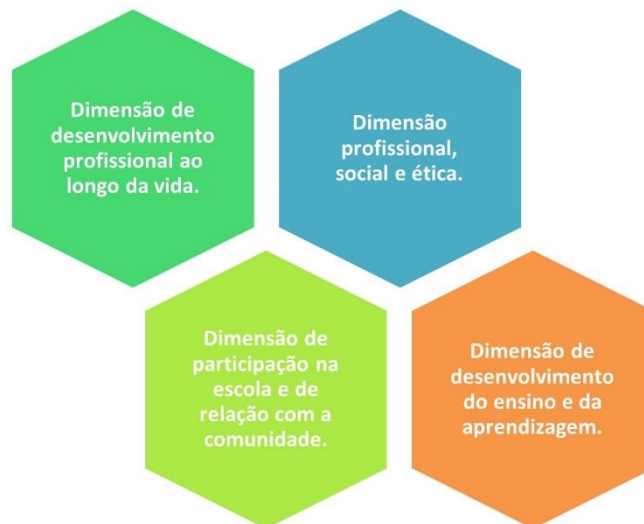 Dimensão de
desenvolvimento
profissional ao
longo da vida.
Dimensão
profissional,
social e ética.
Dimensão de
participação na
escola e de
relação com a
comunidade.
Dimensão de
desenvolvimento
do ensino e da
aprendizagem.